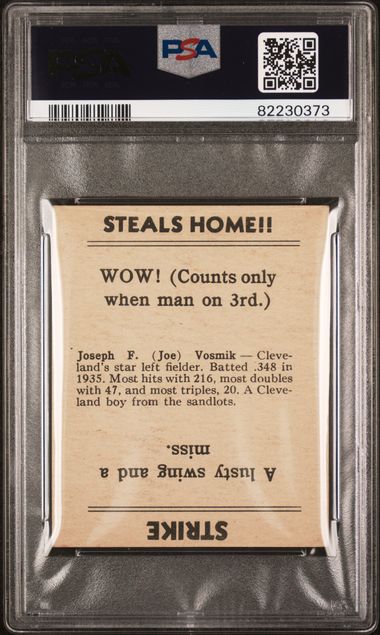 PSA
PSA
82230373
STEALS HOME!!
WOW! (Counts only
when man on 3rd.)
Joseph F. (Joe) Vosmik — Cleve-
land's star left fielder. Batted .348 in
1935. Most hits with 216, most doubles
with 47, and most triples, 20. A Cleve-
land boy from the sandlots.
A lusty swing and a
miss.
STRIKE